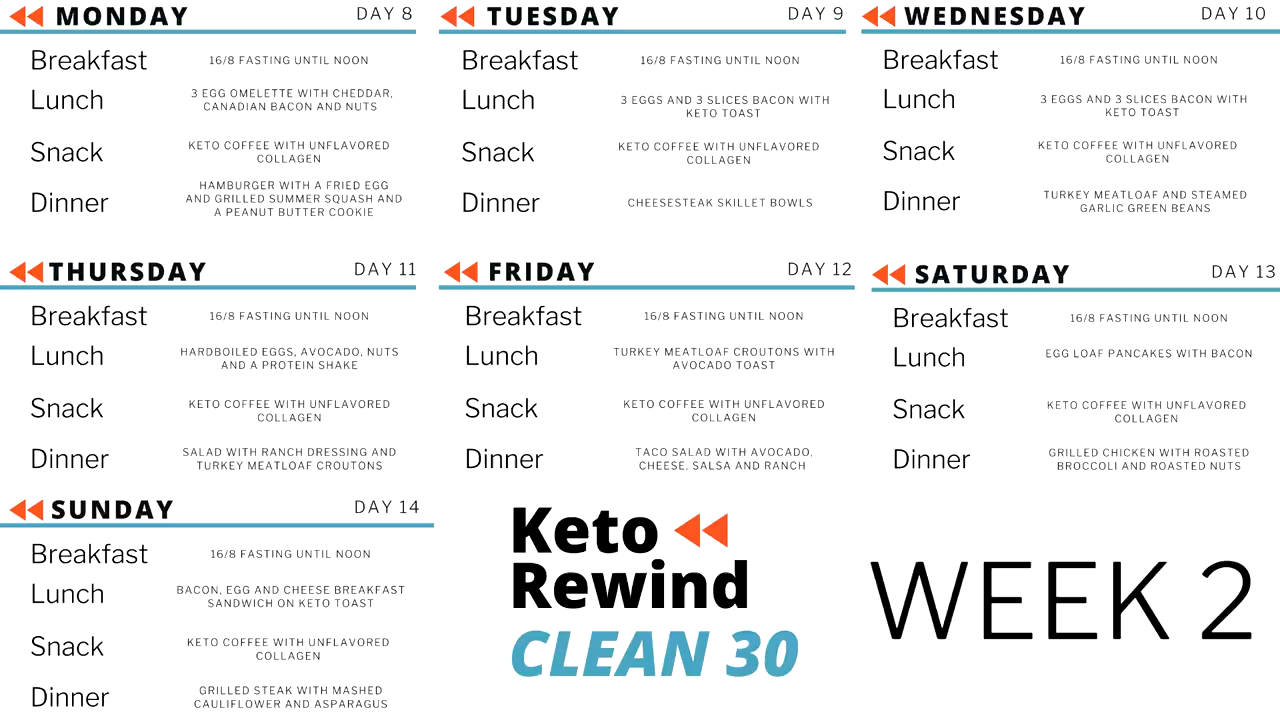 MONDAY DAY 8
Breakfast 16/8 FASTING UNTIL NOON
Lunch 3 EGG OMELETTE WITH CHEDDAR,
CANADIAN BACON AND NUTS
Snack KETO COFFEE WITH UNFLAVORED
COLLAGEN
Dinner HAMBURGER WITH A FRIED EGG
AND GRILLED SUMMER SQUASH AND
A PEANUT BUTTER COOKIE
TUESDAY DAY 9
Breakfast 16/8 FASTING UNTIL NOON
Lunch 3 EGGS AND 3 SLICES BACON WITH
KETO TOAST
Snack KETO COFFEE WITH UNFLAVORED
COLLAGEN
Dinner CHEESESTEAK SKILLET BOWLS
WEDNESDAY DAY 10
Breakfast 16/8 FASTING UNTIL NOON
Lunch 3 EGGS AND 3 SLICES BACON WITH
KETO TOAST
Snack KETO COFFEE WITH UNFLAVORED
COLLAGEN
Dinner TURKEY MEATLOAF AND STEAMED
GARLIC GREEN BEANS
THURSDAY DAY 11
Breakfast 16/8 FASTING UNTIL NOON
Lunch HARDBOILED EGGS, AVOCADO, NUTS
AND A PROTEIN SHAKE
Snack KETO COFFEE WITH UNFLAVORED
COLLAGEN
Dinner SALAD WITH RANCH DRESSING AND
TURKEY MEATLOAF CROUTONS
FRIDAY DAY 12
Breakfast 16/8 FASTING UNTIL NOON
Lunch TURKEY MEATLOAF CROUTONS WITH
AVOCADO TOAST
Snack KETO COFFEE WITH UNFLAVORED
COLLAGEN
Dinner TACO SALAD WITH AVOCADO,
CHEESE, SALSA AND RANCH
SATURDAY DAY 13
Breakfast 16/8 FASTING UNTIL NOON
Lunch EGG LOAF PANCAKES WITH BACON
Snack KETO COFFEE WITH UNFLAVORED
COLLAGEN
Dinner GRILLED CHICKEN WITH ROASTED
BROCCOLI AND ROASTED NUTS
SUNDAY DAY 14
Breakfast 16/8 FASTING UNTIL NOON
Lunch BACON, EGG AND CHEESE BREAKFAST
SANDWICH ON KETO TOAST
Snack KETO COFFEE WITH UNFLAVORED
COLLAGEN
Dinner GRILLED STEAK WITH MASHED
CAULIFLOWER AND ASPARAGUS
Keto
Rewind
CLEAN 30
WEEK 2